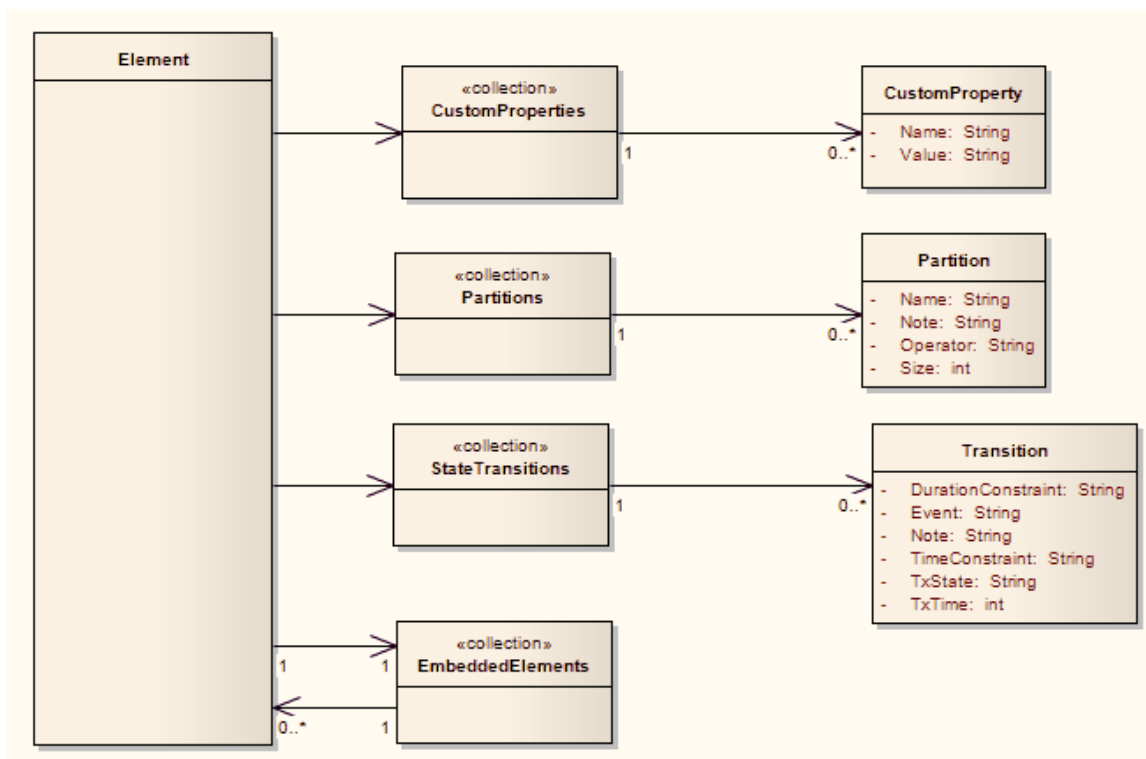 Element
«collection»
CustomProperties
1
0..*
CustomProperty
- Name: String
- Value: String
«collection»
Partitions
1
0..*
Partition
- Name: String
- Note: String
- Operator: String
- Size: int
«collection»
StateTransitions
1
0..*
Transition
- DurationConstraint: String
- Event: String
- Note: String
- TimeConstraint: String
- TxState: String
- TxTime: int
1
1
«collection»
EmbeddedElements
0..*
1